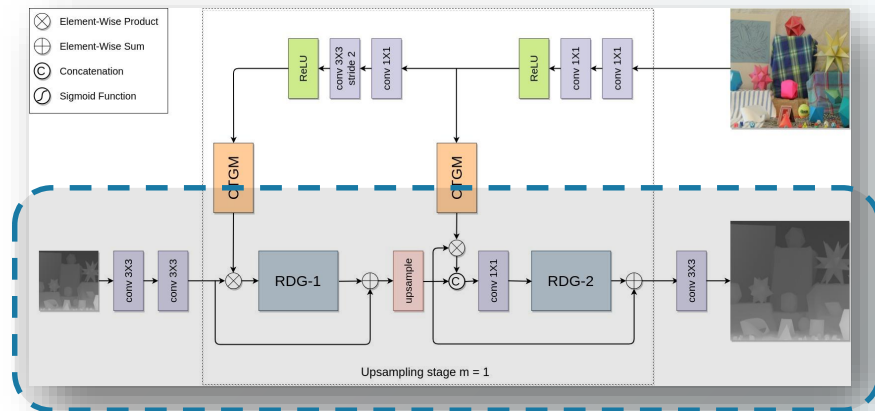 Element-Wise Product
Element-Wise Sum
C Concatenation
Sigmoid Function
ReLU
conv 3X3
stride 2
conv 1X1
ReLU
conv 1X1
conv 1X1
CTGM
CTGM
conv 3X3
conv 3X3
RDG-1
upsample
C
conv 1X1
RDG-2
conv 3X3
Upsampling stage m = 1